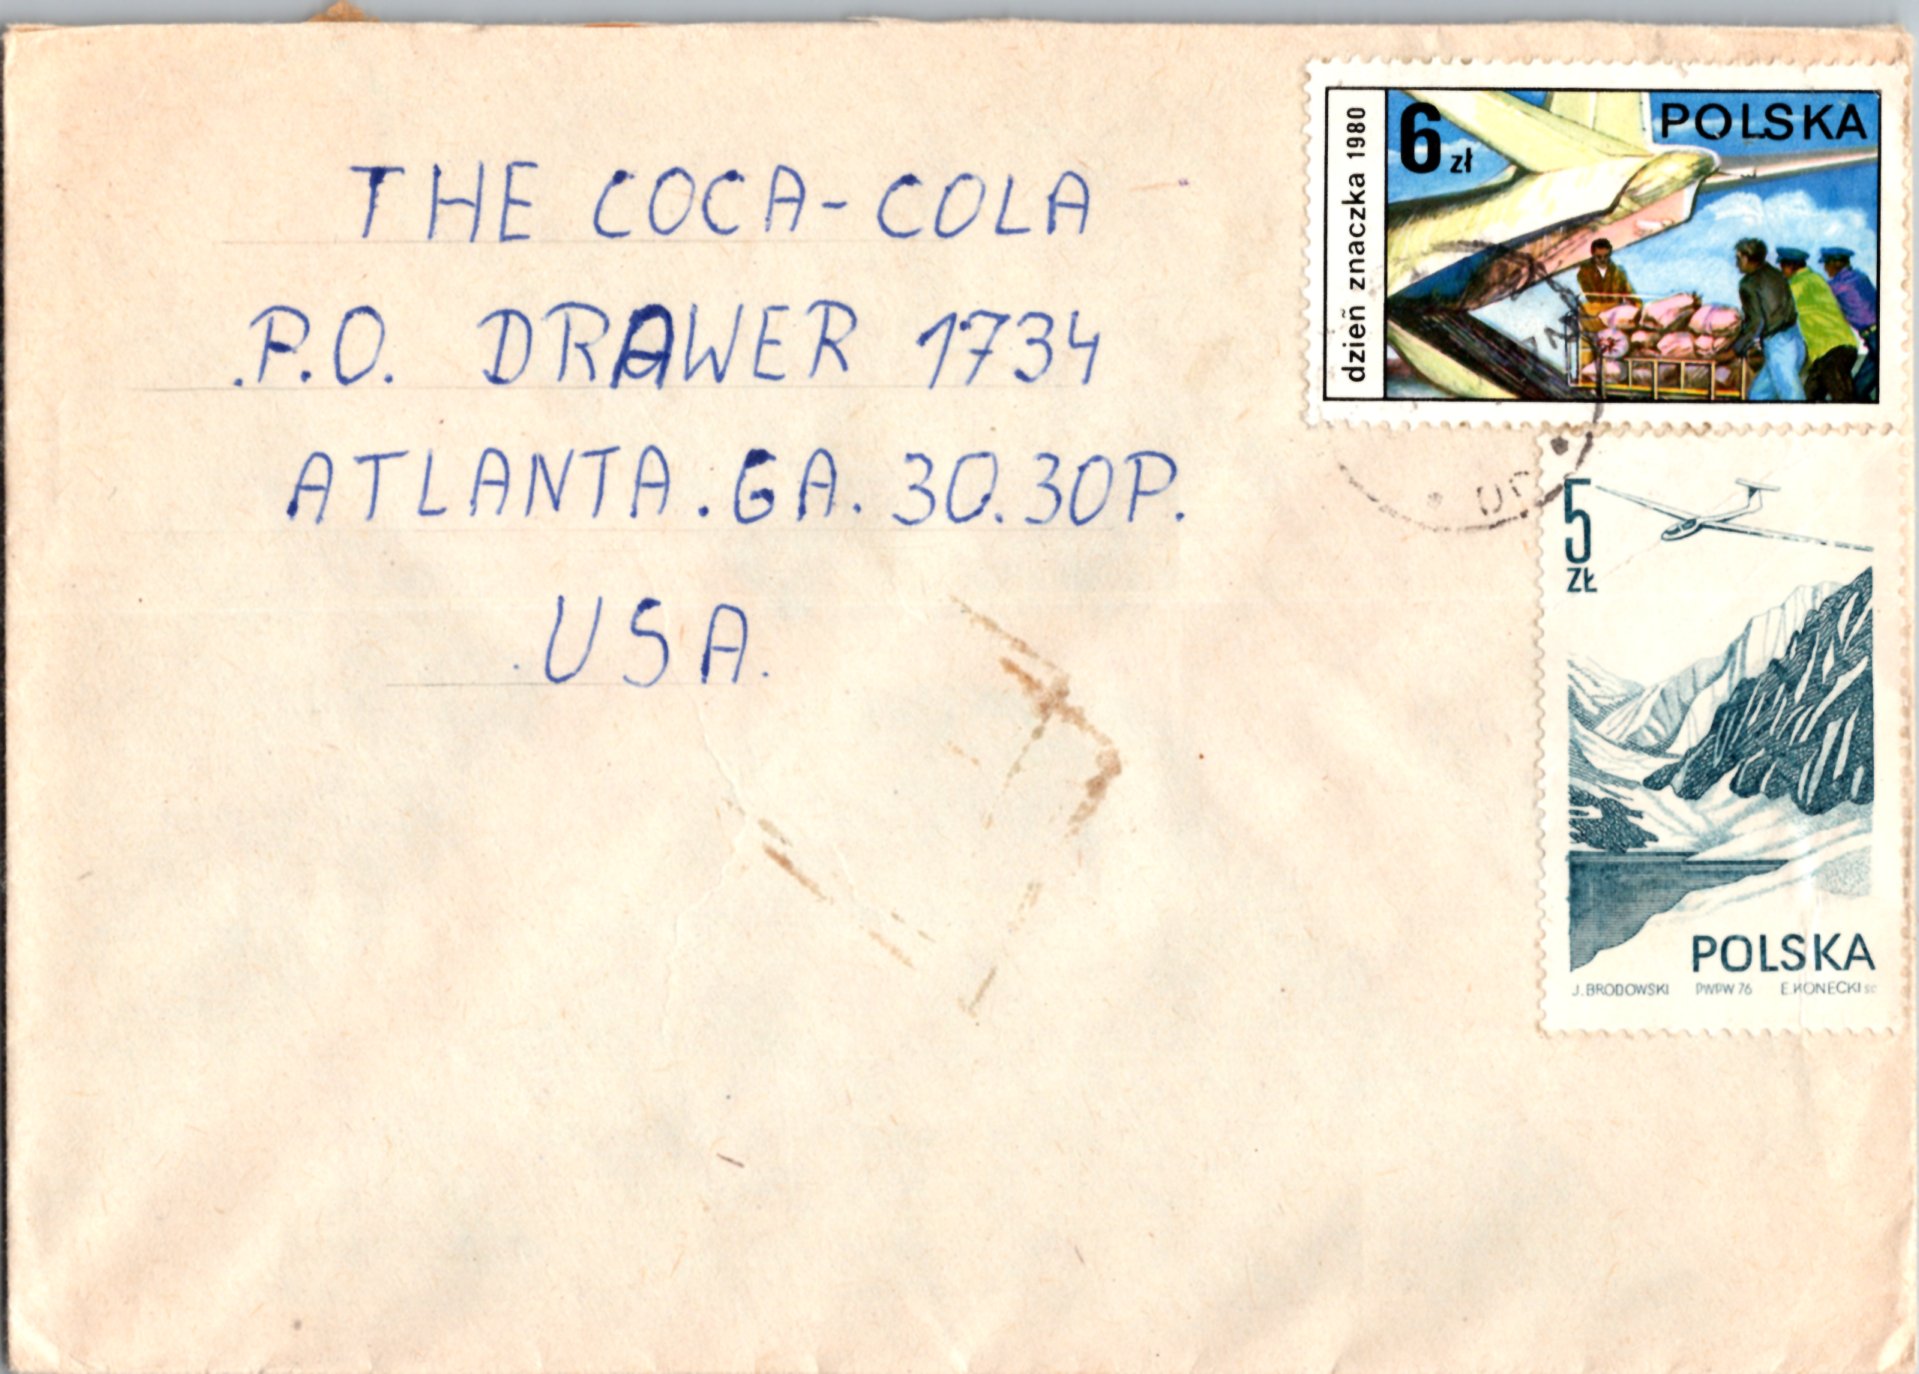 THE COCA-COLA
.P.O. DRAWER 1734
ATLANTA.GA.30.30P.
.USA.
dzień znaczka 1980
6 zł
POLSKA
5
ZŁ
POLSKA
J. BRODOWSKI PWPW 76 E. KONECKI sc